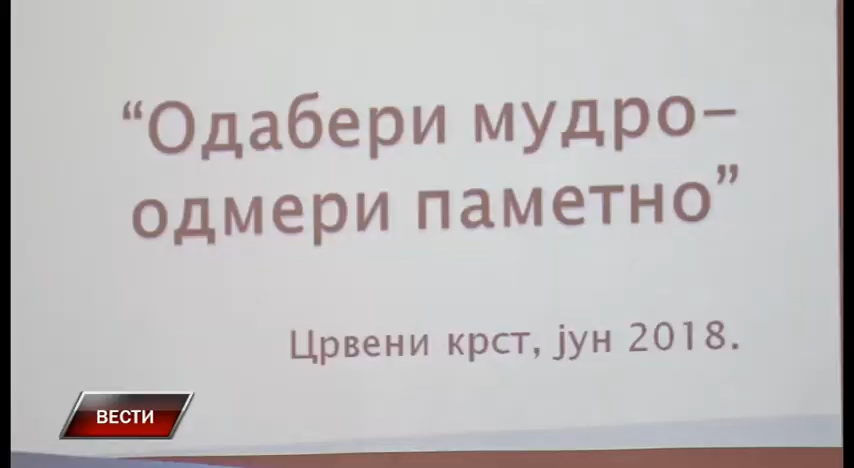 “Одабери мудро–
одмери паметно”
Црвени крст, јун 2018.
ВЕСТИ